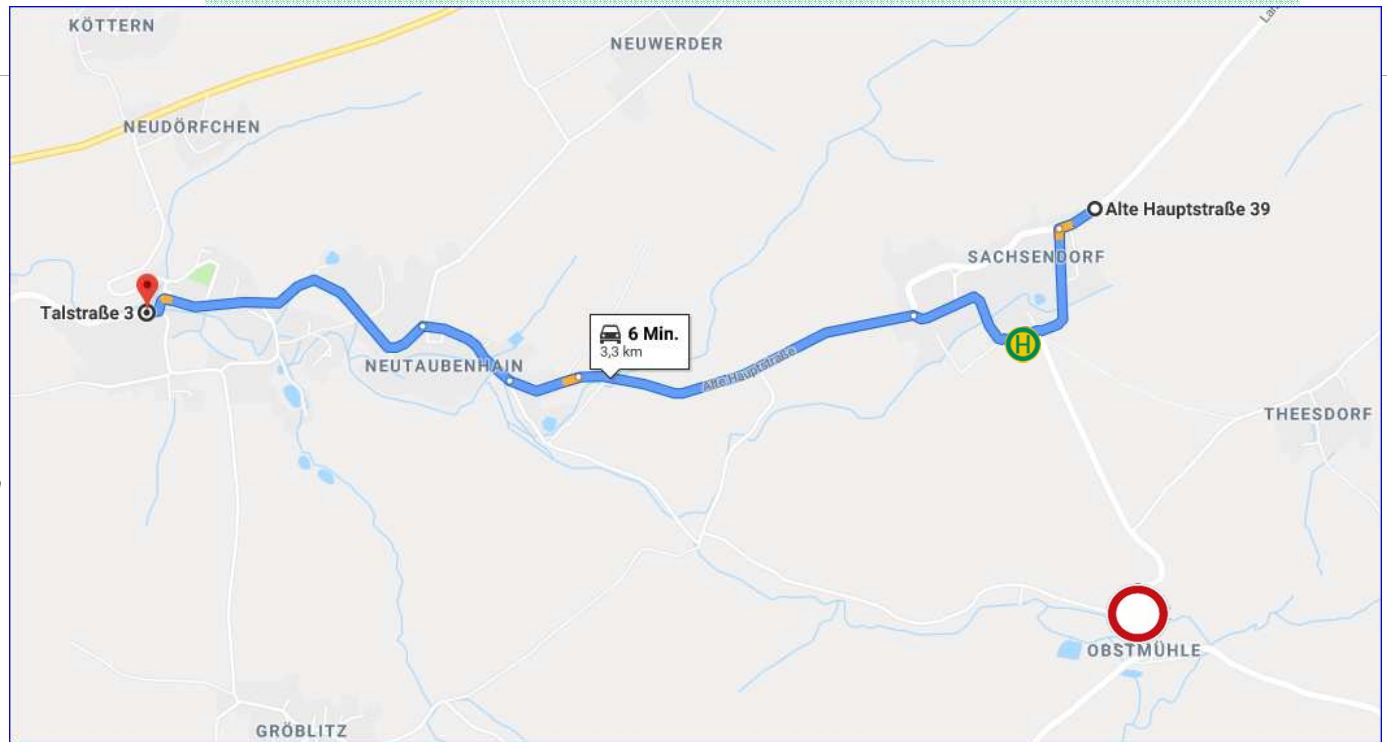 KÖTTERN
NEUWERDER
NEUDÖRFCHEN
Alte Hauptstraße 39
SACHSENDORF
Talstraße 3
6 Min.
3,3 km
NEUTAUBENHAIN
Alte Hauptstraße
H
THEESDORF
OBSTMÜHLE
GRÖBLITZ